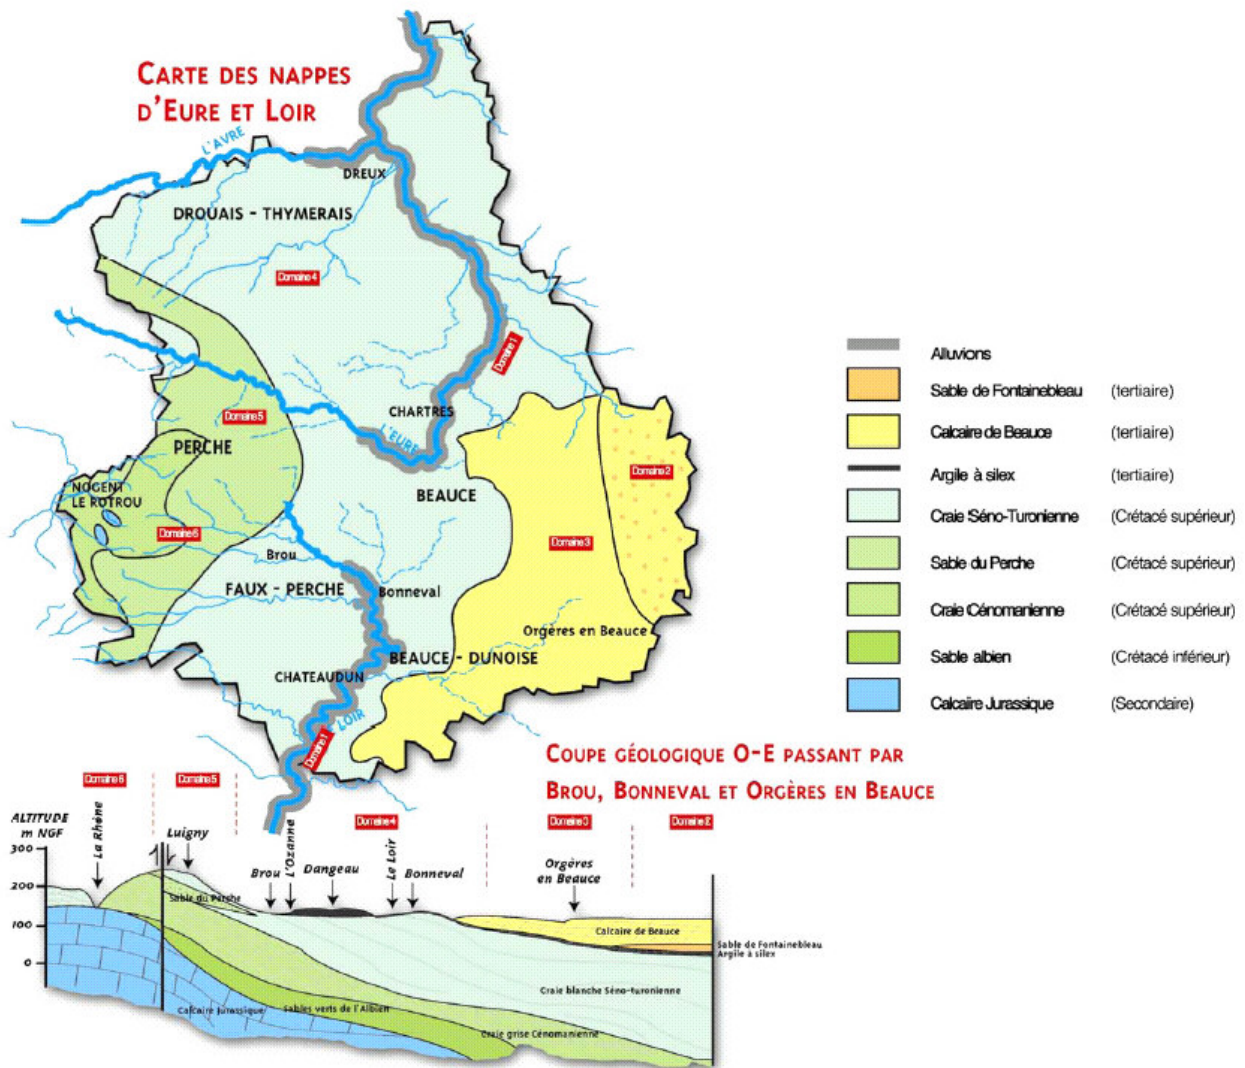 CARTE DES NAPPES
D'EURE ET LOIR
L'AVRE
DREUX
DROUAIS - THYMERAIS
Domaine 4
Domaine 1
CHARTRES
L'EURE
Domaine 5
PERCHE
Domaine 2
NOGENT
LE ROTROU
BEAUCE
Domaine 6
Domaine 3
Brou
FAUX - PERCHE
Bonneval
Orgères en Beauce
BEAUCE - DUNOISE
CHATEAUDUN
LOIR
Domaine 1
Alluvions
Sable de Fontainebleau (tertiaire)
Calcaire de Beauce (tertiaire)
Argile à silex (tertiaire)
Craie Séno-Turonienne (Crétacé supérieur)
Sable du Perche (Crétacé supérieur)
Craie Cénomanienne (Crétacé supérieur)
Sable albien (Crétacé inférieur)
Calcaire Jurassique (Secondaire)
COUPE GÉOLOGIQUE O-E PASSANT PAR
BROU, BONNEVAL ET ORGÈRES EN BEAUCE
Domaine 6
Domaine 5
Domaine 4
Domaine 3
Domaine 2
ALTITUDE
m NGF
300
200
100
0
La Rhône
Luigny
Brou
L'Ozanne
Dangeau
Le Loir
Bonneval
Orgères
en Beauce
Sable du Perche
Calcaire de Beauce
Sable de Fontainebleau
Argile à silex
Craie blanche Séno-turonienne
Calcaire Jurassique
Sables verts de l'Albien
Craie grise Cénomanienne